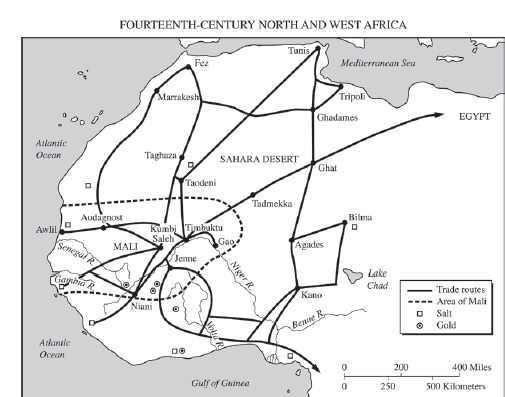 FOURTEENTH-CENTURY NORTH AND WEST AFRICA
Tunis
Fez
Mediterranean Sea
Marrakesh
Tripoli
Ghadames
EGYPT
Atlantic
Ocean
Taghaza
SAHARA DESERT
Ghat
Taodeni
Tadmekka
Audagnost
Bilma
Awlil
Kumbi
Saleh
Timbuktu
MALI
Gao
Agades
Senegal R.
Jenne
Lake
Chad
Gambia R.
Niger R.
Niani
Kano
Volta R.
Benue R.
Atlantic
Ocean
Gulf of Guinea
Trade routes
Area of Mali
Salt
Gold
0 200 400 Miles
0 250 500 Kilometers